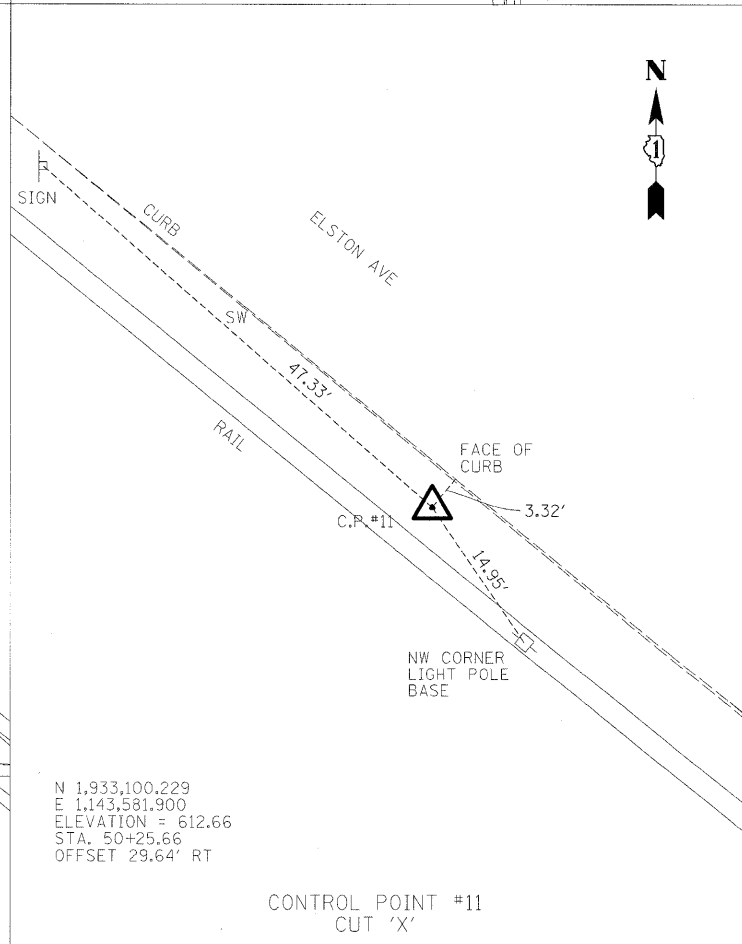 N
1
SIGN
CURB
ELSTON AVE
SW
47.33'
RAIL
FACE OF
CURB
3.32'
C.P. #11
14.95'
NW CORNER
LIGHT POLE
BASE
N 1,933,100.229
E 1,143,581.900
ELEVATION = 612.66
STA. 50+25.66
OFFSET 29.64' RT
CONTROL POINT #11
CUT 'X'